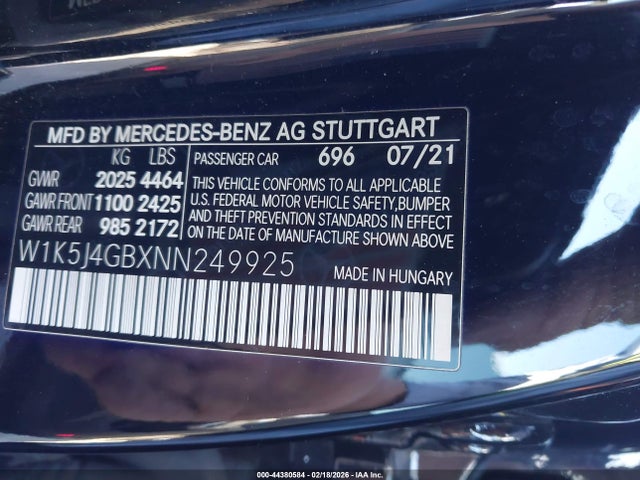 MFD BY MERCEDES-BENZ AG STUTTGART
KG LBS
GVWR 2025 4464
GAWR FRONT 1100 2425
GAWR REAR 985 2172
PASSENGER CAR 696 07/21
THIS VEHICLE CONFORMS TO ALL APPLICABLE
U.S. FEDERAL MOTOR VEHICLE SAFETY, BUMPER
AND THEFT PREVENTION STANDARDS IN EFFECT
ON THE DATE OF MANUFACTURE SHOWN ABOVE
W1K5J4GBXNN249925
MADE IN HUNGARY
000-44380584 - 02/18/2026 - IAA Inc.